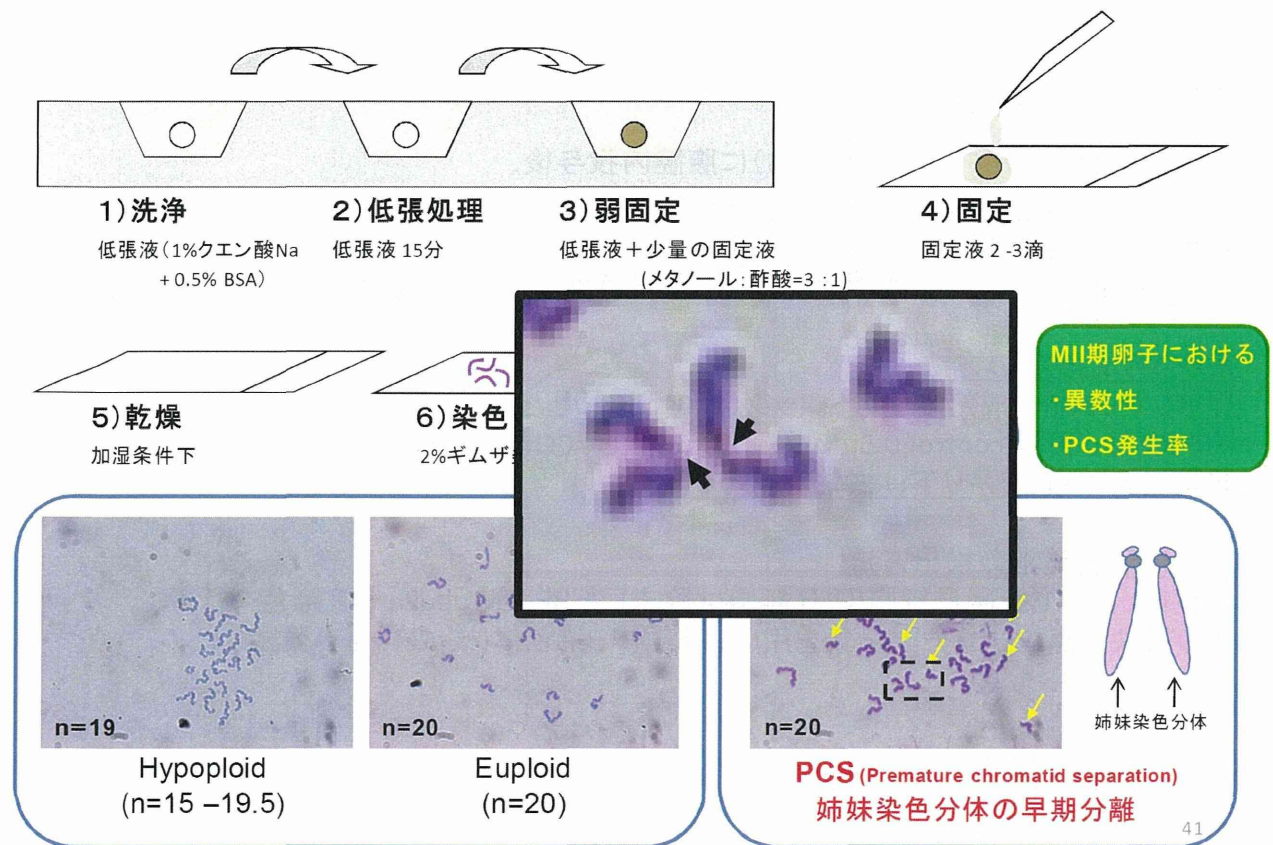 1)洗浄
低張液(1%クエン酸Na
+0.5% BSA)
2)低張処理
低張液 15分
3)弱固定
低張液+少量の固定液
(メタノール:酢酸=3 :1)
4)固定
固定液 2 -3滴
5)乾燥
加湿条件下
6)染色
2%ギムザ
MII期卵子における
・異数性
・PCS発生率
n=19
Hypoploid
(n=15 –19.5)
n=20
Euploid
(n=20)
n=20
PCS (Premature chromatid separation)
姉妹染色分体の早期分離
姉妹染色分体
41